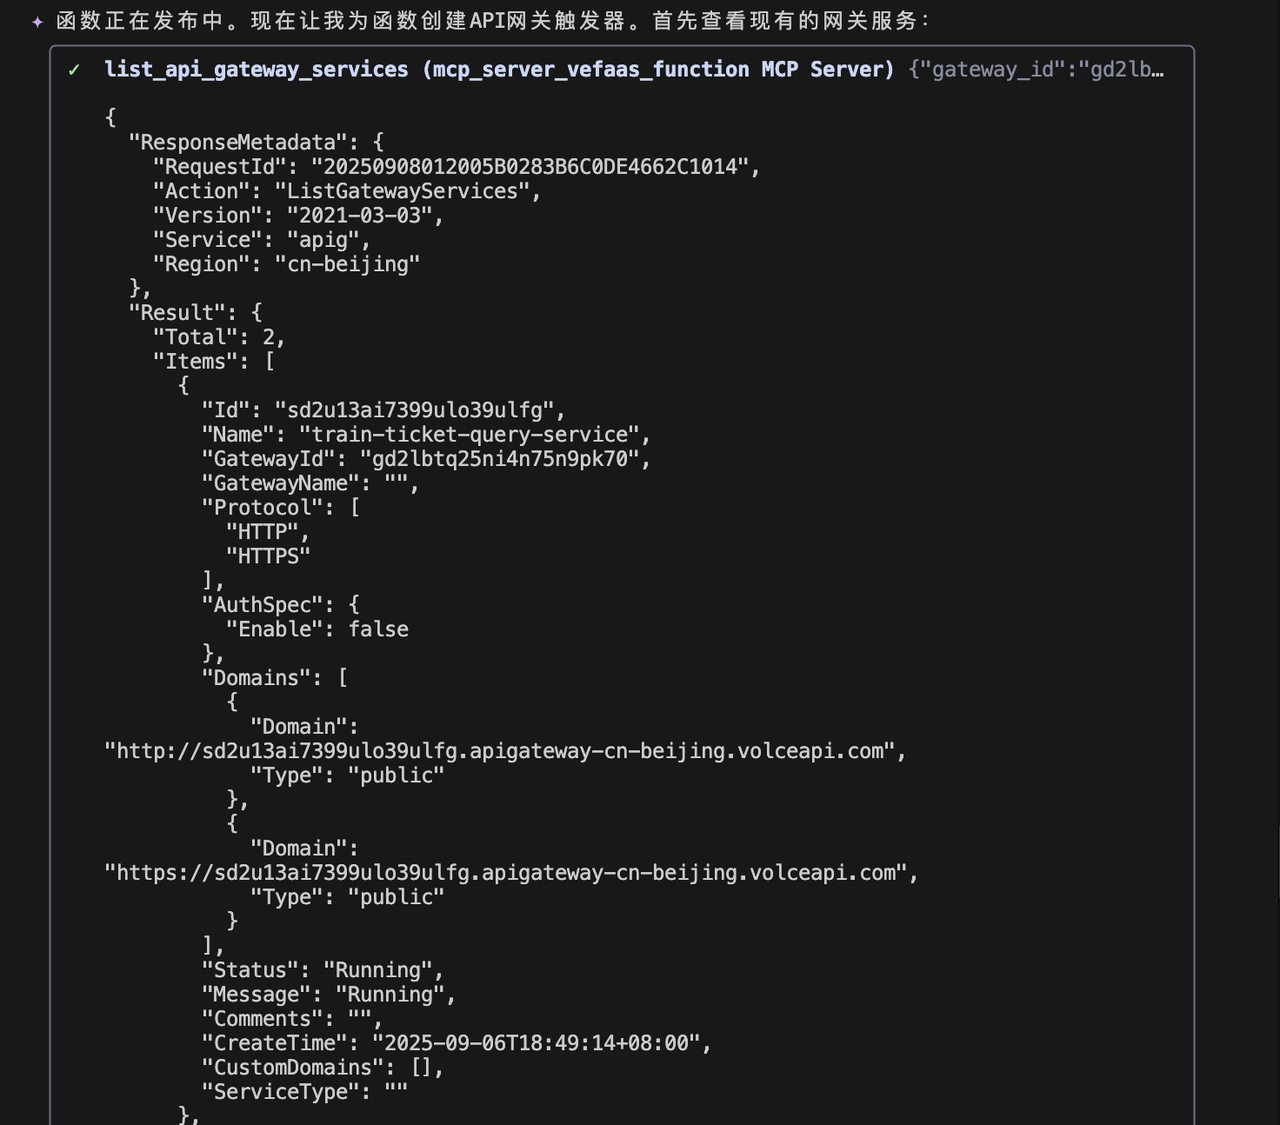 ✦ 函数正在发布中。现在让我为函数创建API网关触发器。首先查看现有的网关服务：
✓ list_api_gateway_services (mcp_server_vefaas_function MCP Server) {"gateway_id":"gd2lb…
{
"ResponseMetadata": {
"RequestId": "20250908012005B0283B6C0DE4662C1014",
"Action": "ListGatewayServices",
"Version": "2021-03-03",
"Service": "apig",
"Region": "cn-beijing"
},
"Result": {
"Total": 2,
"Items": [
{
"Id": "sd2u13ai7399ulo39ulfg",
"Name": "train-ticket-query-service",
"GatewayId": "gd2lbtq25ni4n75n9pk70",
"GatewayName": "",
"Protocol": [
"HTTP",
"HTTPS"
],
"AuthSpec": {
"Enable": false
},
"Domains": [
{
"Domain":
"http://sd2u13ai7399ulo39ulfg.apigateway-cn-beijing.volceapi.com",
"Type": "public"
},
{
"Domain":
"https://sd2u13ai7399ulo39ulfg.apigateway-cn-beijing.volceapi.com",
"Type": "public"
}
],
"Status": "Running",
"Message": "Running",
"Comments": "",
"CreateTime": "2025-09-06T18:49:14+08:00",
"CustomDomains": [],
"ServiceType": ""
},